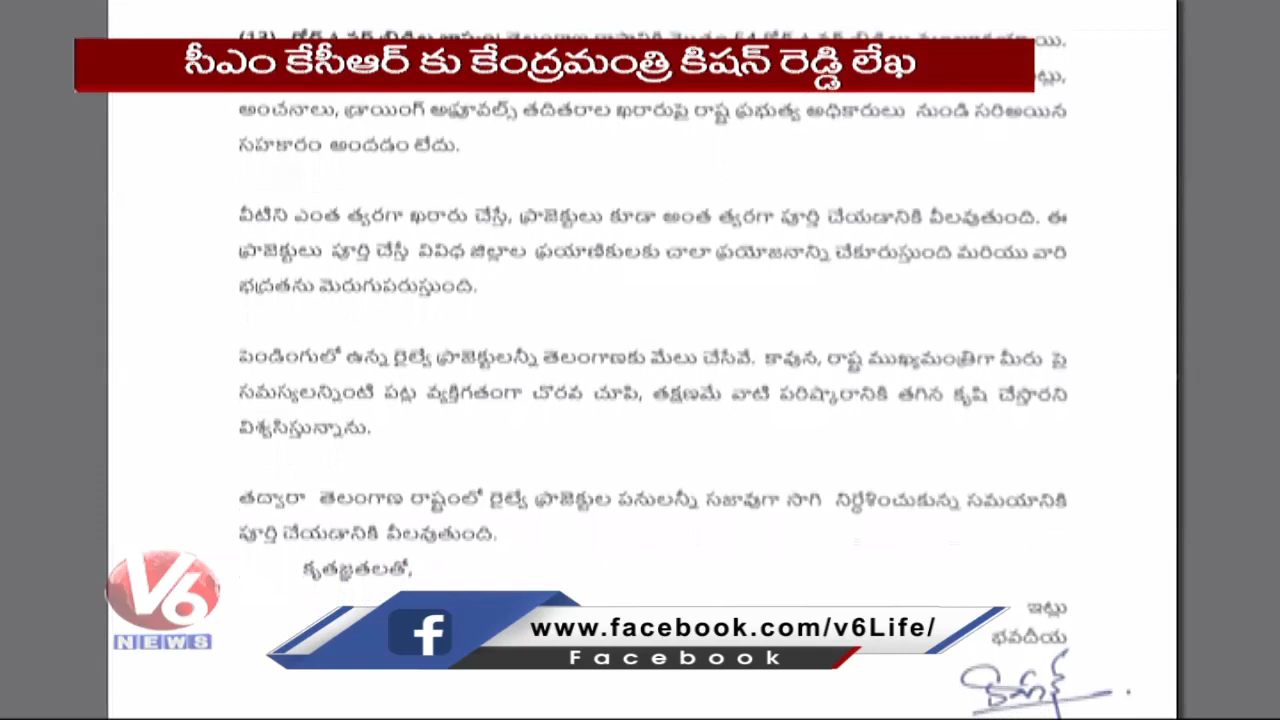 సీఎం కేసీఆర్ కు కేంద్రమంత్రి కిషన్ రెడ్డి లేఖ
అంచనాలు, డ్రాయింగ్ అప్రూవల్స్ తదితరాల ఖరారుపై రాష్ట్ర ప్రభుత్వ అధికారులు నుండి సరిఅయిన
సహకారం అందడం లేదు.
వీటిని ఎంత త్వరగా ఖరారు చేస్తే, ప్రాజెక్టులు కూడా అంత త్వరగా పూర్తి చేయడానికి వీలవుతుంది. ఈ
ప్రాజెక్టులు పూర్తి చేస్తే వివిధ జిల్లాల ప్రయాణికులకు చాలా ప్రయోజనాన్ని చేకూరుస్తుంది మరియు వారి
భద్రతను మెరుగుపరుస్తుంది.
పెండింగులో ఉన్న రైల్వే ప్రాజెక్టులన్నీ తెలంగాణకు మేలు చేసేవే. కావున, రాష్ట్ర ముఖ్యమంత్రిగా మీరు పై
సమస్యలన్నింటి పట్ల వ్యక్తిగతంగా చొరవ చూపి, తక్షణమే వాటి పరిష్కారానికి తగిన కృషి చేస్తారని
విశ్వసిస్తున్నాను.
తద్వారా తెలంగాణ రాష్ట్రంలో రైల్వే ప్రాజెక్టుల పనులన్నీ సజావుగా సాగి నిర్దేశించుకున్న సమయానికి
పూర్తి చేయడానికి వీలవుతుంది.
కృతజ్ఞతలతో,
ఇట్లు
భవదీయ
V6
NEWS
www.facebook.com/v6Life/
Facebook